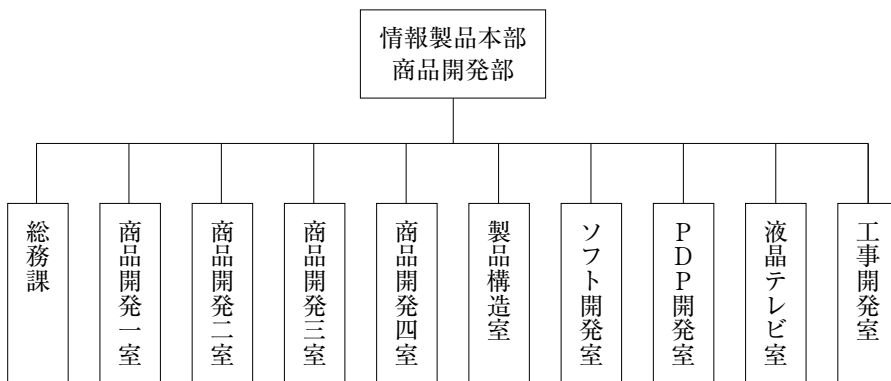 情報製品本部
商品開発部
総務課
商品開発一室
商品開発二室
商品開発三室
商品開発四室
製品構造室
ソフト開発室
PDP開発室
液晶テレビ室
工事開発室